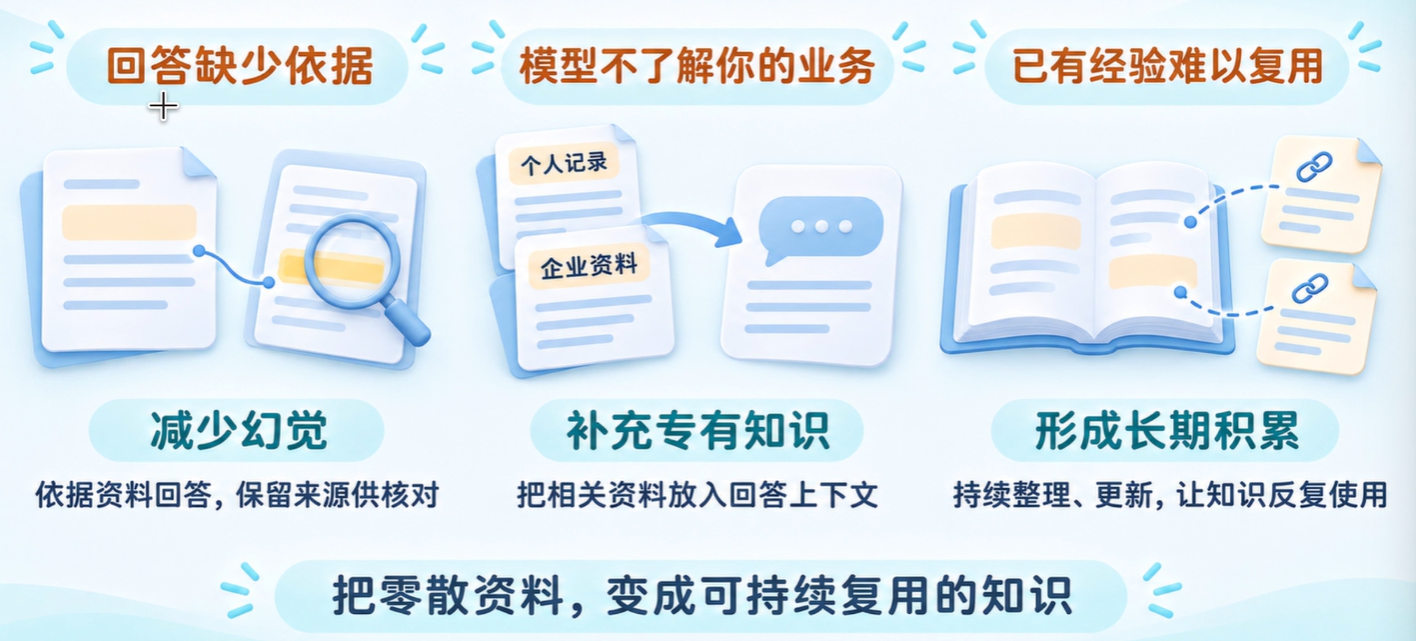 回答缺少依据
模型不了解你的业务
已有经验难以复用
个人记录
企业资料
减少幻觉
补充专有知识
形成长期积累
依据资料回答，保留来源供核对
把相关资料放入回答上下文
持续整理、更新，让知识反复使用
把零散资料，变成可持续复用的知识